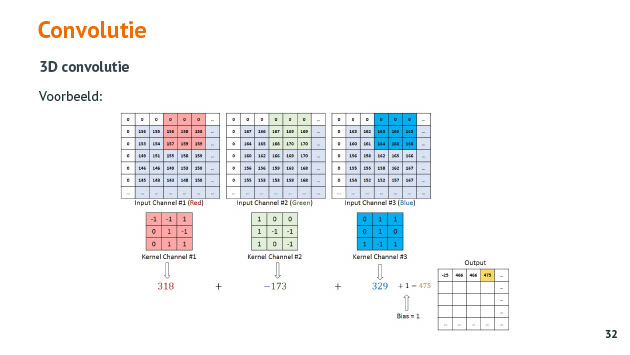 Convolutie
3D convolutie
Voorbeeld:
0 0 0 0 0 0 ... 0 0 0 0 0 0 ... 0 0 0 0 0 0 ...
0 156 155 156 158 158 ... 0 167 166 167 169 169 ... 0 163 162 163 165 165 ...
0 153 154 157 159 159 ... 0 164 165 168 170 170 ... 0 160 161 164 166 166 ...
0 149 151 155 158 159 ... 0 160 162 166 169 170 ... 0 156 158 162 165 166 ...
0 146 146 149 153 158 ... 0 156 156 159 163 168 ... 0 155 155 158 162 167 ...
0 145 143 143 148 158 ... 0 155 153 153 158 168 ... 0 154 152 152 157 167 ...
... ... ... ... ... ... ... ... ... ... ... ... ... ... ... ... ... ... ... ... ...
Input Channel #1 (Red) Input Channel #2 (Green) Input Channel #3 (Blue)
-1 -1 1 1 0 0 0 1 1
0 1 -1 1 -1 -1 0 1 0
0 1 1 1 0 -1 1 -1 1
Kernel Channel #1 Kernel Channel #2 Kernel Channel #3
318 + −173 + 329 + 1 = 475
Bias = 1
Output
-25 466 466 475 ...
...
...
...
... ... ... ... ...
32